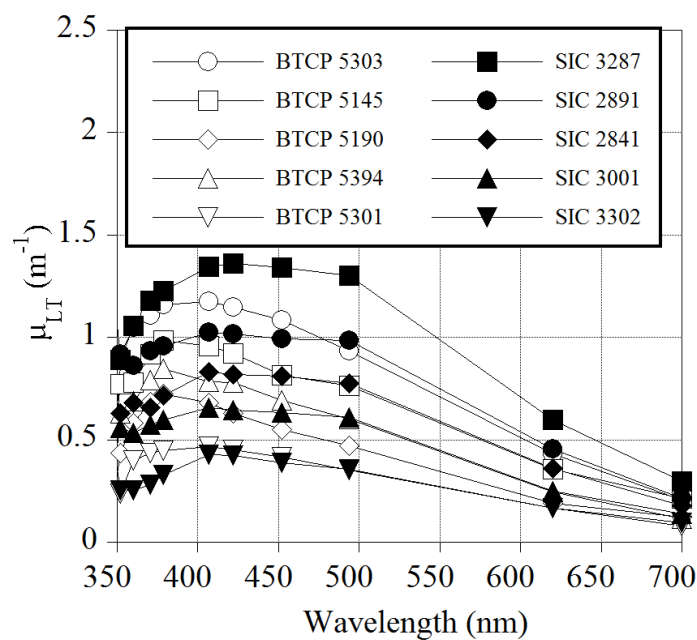 2.5
2
1.5
1
0.5
0
μLT (m-1)
BTCP 5303 SIC 3287
BTCP 5145 SIC 2891
BTCP 5190 SIC 2841
BTCP 5394 SIC 3001
BTCP 5301 SIC 3302
350 400 450 500 550 600 650 700
Wavelength (nm)